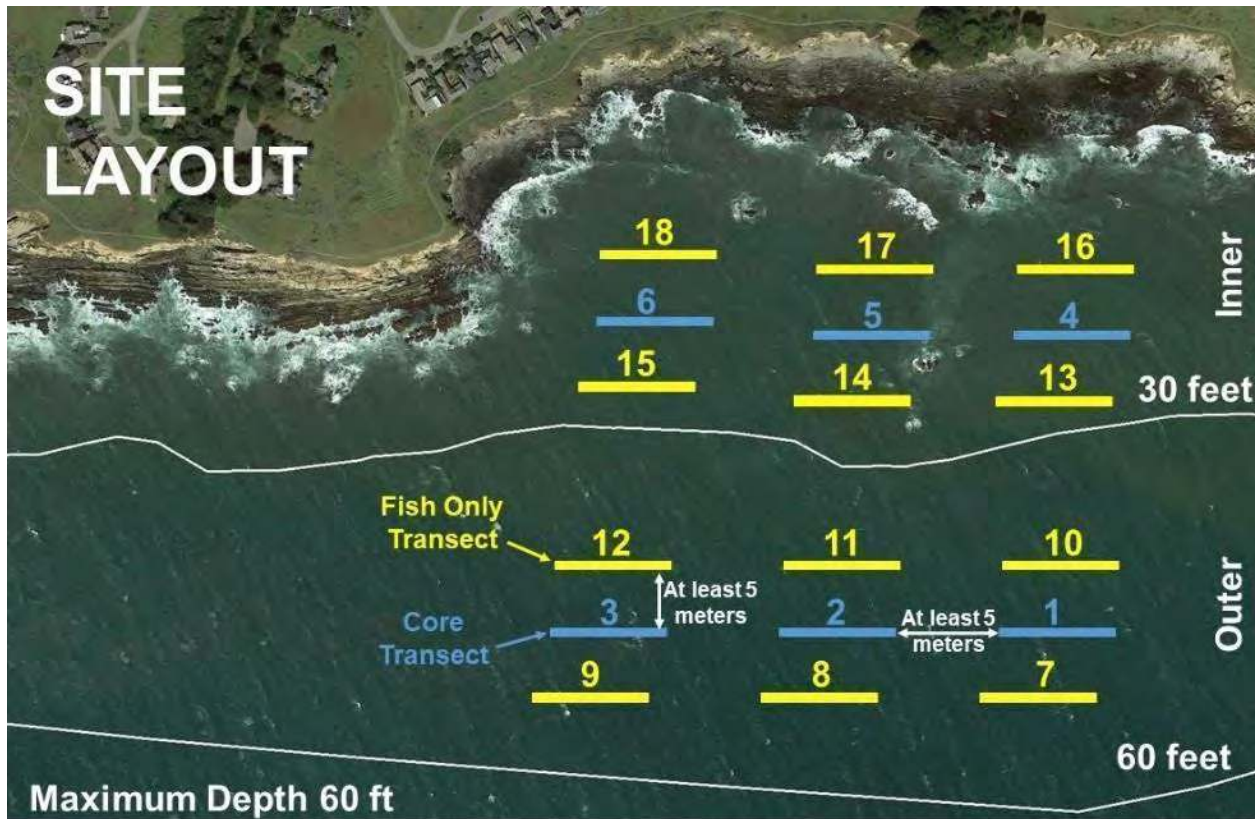 SITE
LAYOUT
18
17
16
Inner
6
5
4
15
14
13
30 feet
Fish Only
Transect
12
11
10
At least 5
meters
Outer
Core
Transect
3
2
At least 5
meters
1
9
8
7
60 feet
Maximum Depth 60 ft